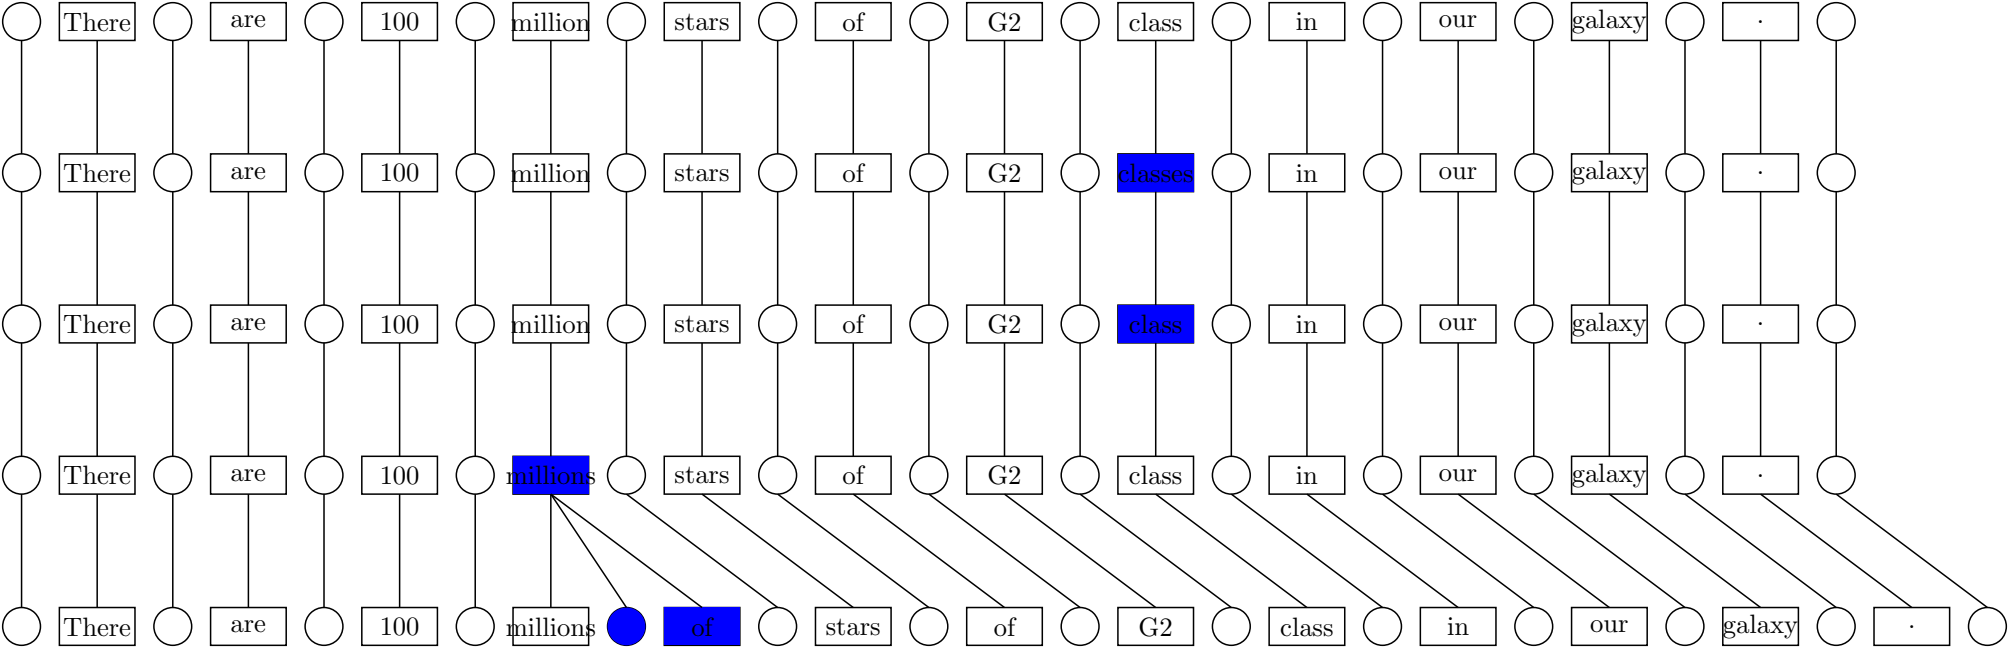 There are 100 million stars of G2 class in our galaxy .
There are 100 million stars of G2 classes in our galaxy .
There are 100 million stars of G2 class in our galaxy .
There are 100 millions stars of G2 class in our galaxy .
There are 100 millions of stars of G2 class in our galaxy .